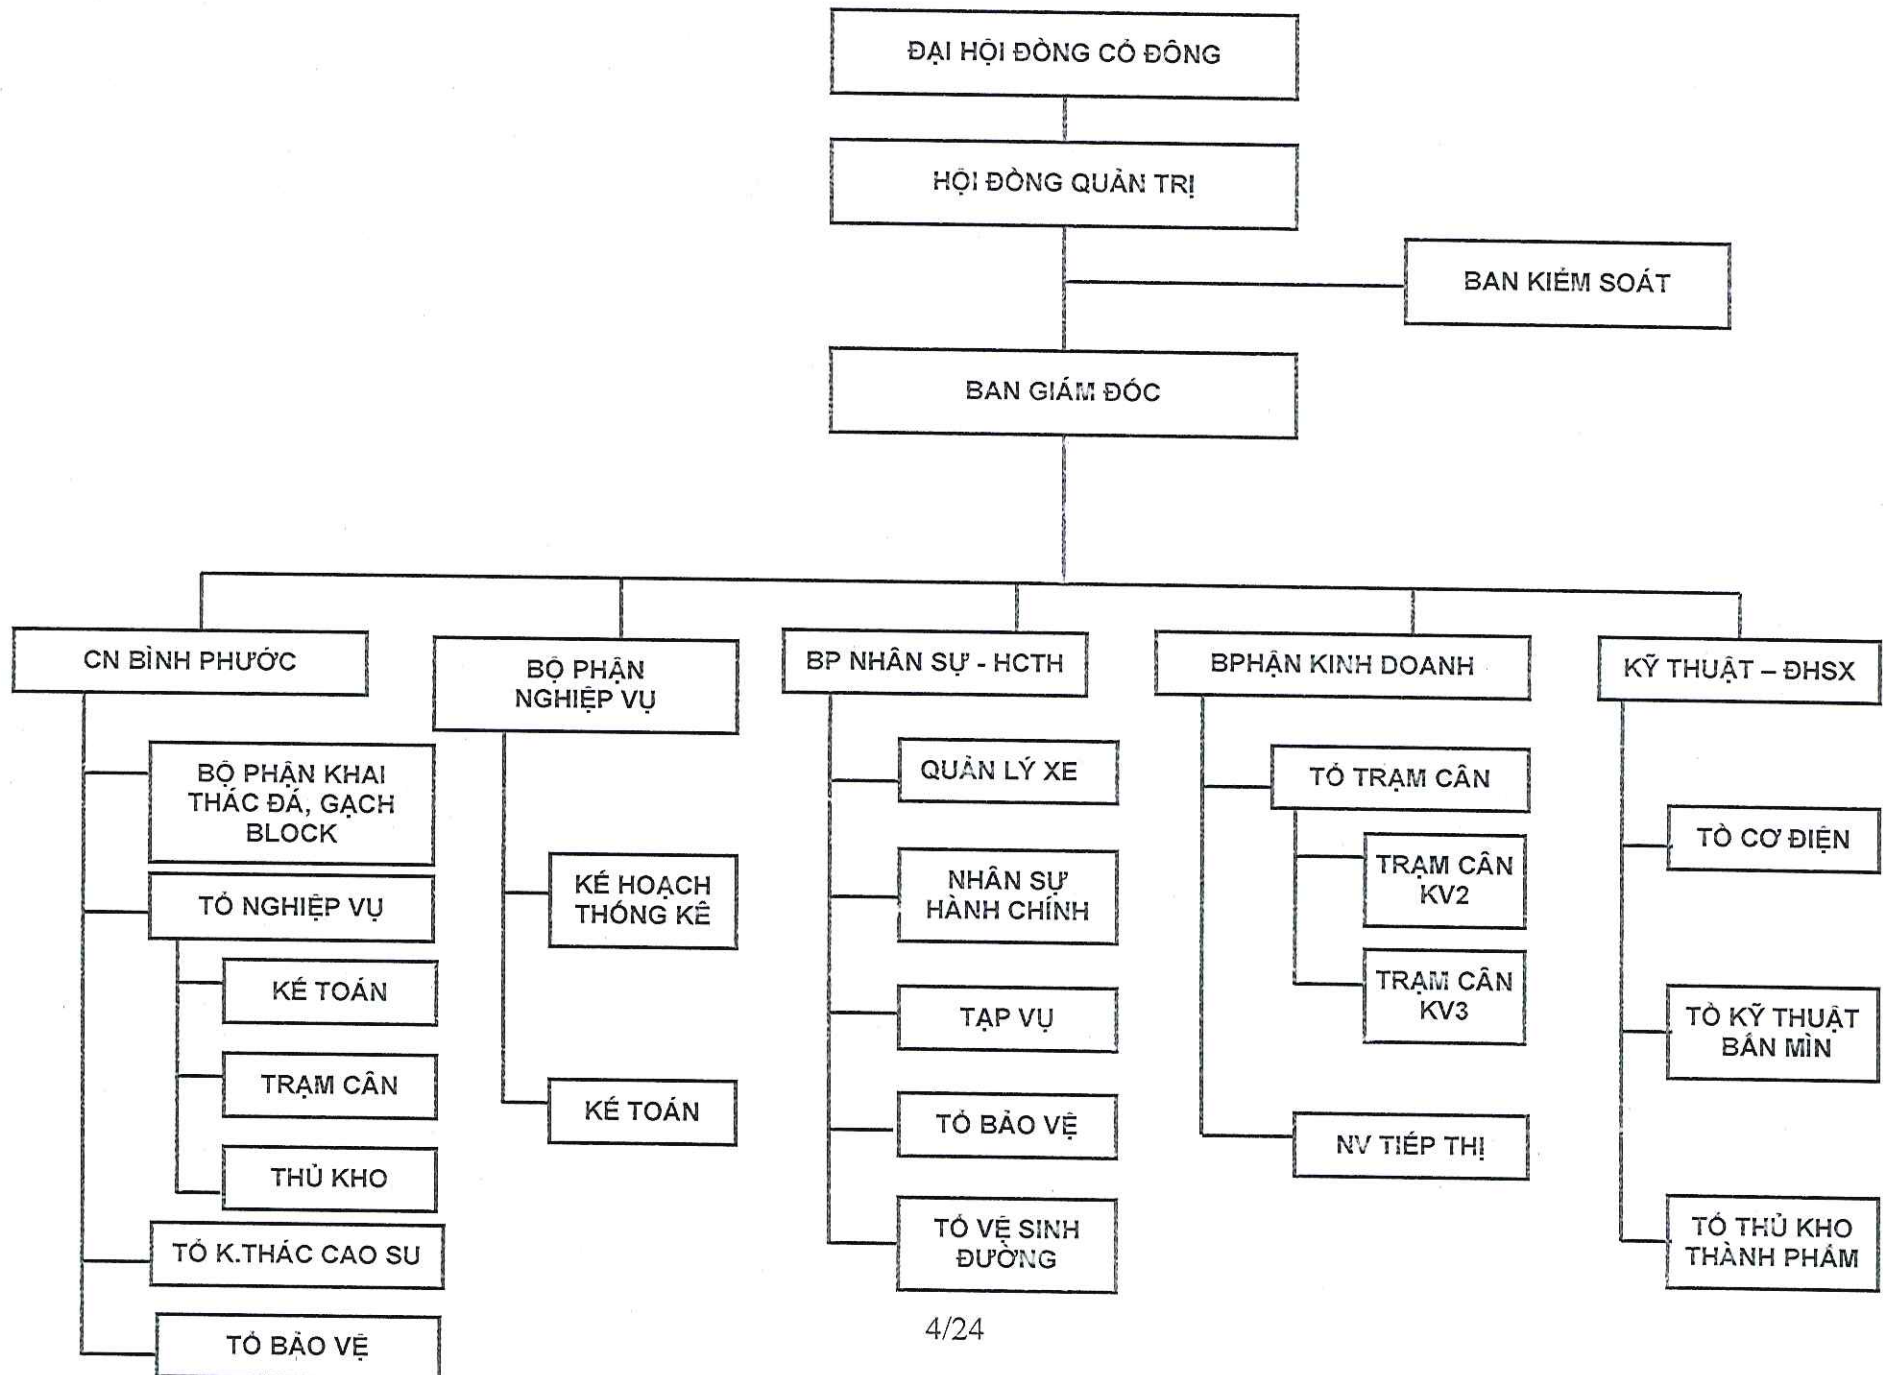 ĐẠI HỘI ĐỒNG CỔ ĐÔNG
HỘI ĐỒNG QUẢN TRỊ
BAN KIỂM SOÁT
BAN GIÁM ĐỐC
CN BÌNH PHƯỚC
BỘ PHẬN
NGHIỆP VỤ
BP NHÂN SỰ - HCTH
BPHẬN KINH DOANH
KỸ THUẬT – ĐHSX
BỘ PHẬN KHAI
THÁC ĐÁ, GẠCH
BLOCK
TỔ NGHIỆP VỤ
KẾ TOÁN
TRẠM CÂN
THỦ KHO
TỔ K.THÁC CAO SU
TỔ BẢO VỆ
KẾ HOẠCH
THỐNG KÊ
KẾ TOÁN
QUẢN LÝ XE
NHÂN SỰ
HÀNH CHÍNH
TẠP VỤ
TỔ BẢO VỆ
TỔ VỆ SINH
ĐƯỜNG
TỔ TRẠM CÂN
TRẠM CÂN
KV2
TRẠM CÂN
KV3
NV TIẾP THỊ
TỔ CƠ ĐIỆN
TỔ KỸ THUẬT
BẮN MÌN
TỔ THỦ KHO
THÀNH PHẨM
4/24